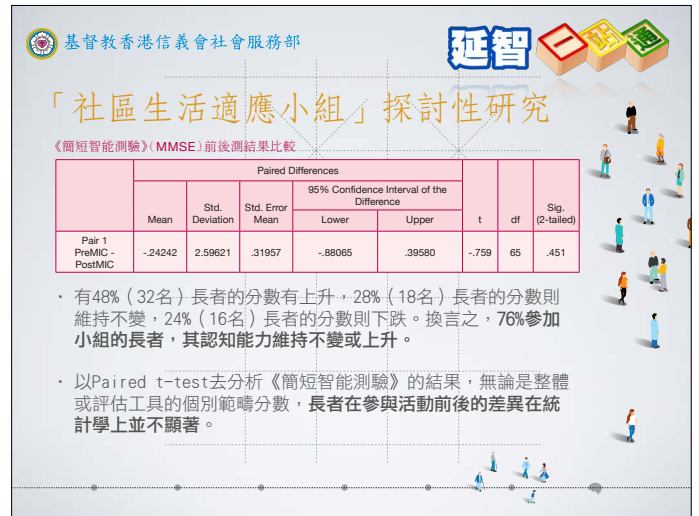 基督教香港信義會社會服務部
延智一站通
「社區生活適應小組」探討性研究
《簡短智能測驗》(MMSE)前後測結果比較
Paired Differences
95% Confidence Interval of the
Difference
Mean Std. Deviation Std. Error Mean Lower Upper t df Sig. (2-tailed)
Pair 1 PreMIC - PostMIC -.24242 2.59621 .31957 -.88065 .39580 -.759 65 .451
· 有48%（32名）長者的分數有上升，28%（18名）長者的分數則
維持不變，24%（16名）長者的分數則下跌。換言之，76%參加
小組的長者，其認知能力維持不變或上升。
· 以Paired t-test去分析《簡短智能測驗》的結果，無論是整體
或評估工具的個別範疇分數，長者在參與活動前後的差異在統
計學上並不顯著。